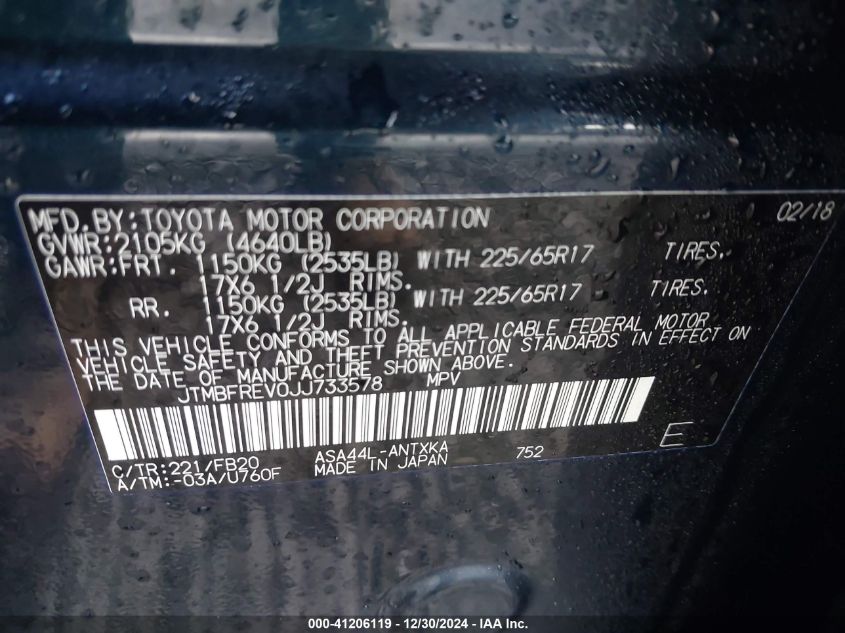 MFD.BY:TOYOTA MOTOR CORPORATION 02/18
GVWR:2105KG (4640LB)
GAWR:FRT. 1150KG (2535LB) WITH 225/65R17 TIRES.
17X6 1/2J RIMS.
RR. 1150KG (2535LB) WITH 225/65R17 TIRES.
17X6 1/2J RIMS.
THIS VEHICLE CONFORMS TO ALL APPLICABLE FEDERAL MOTOR
VEHICLE SAFETY AND THEFT PREVENTION STANDARDS IN EFFECT ON
THE DATE OF MANUFACTURE SHOWN ABOVE.
JTMBFREV0JJ733578 MPV
E
C/TR:221/FB20 ASA44L-ANTXKA 752
A/TM:-03A/U760F MADE IN JAPAN
000-41206119 - 12/30/2024 - IAA Inc.